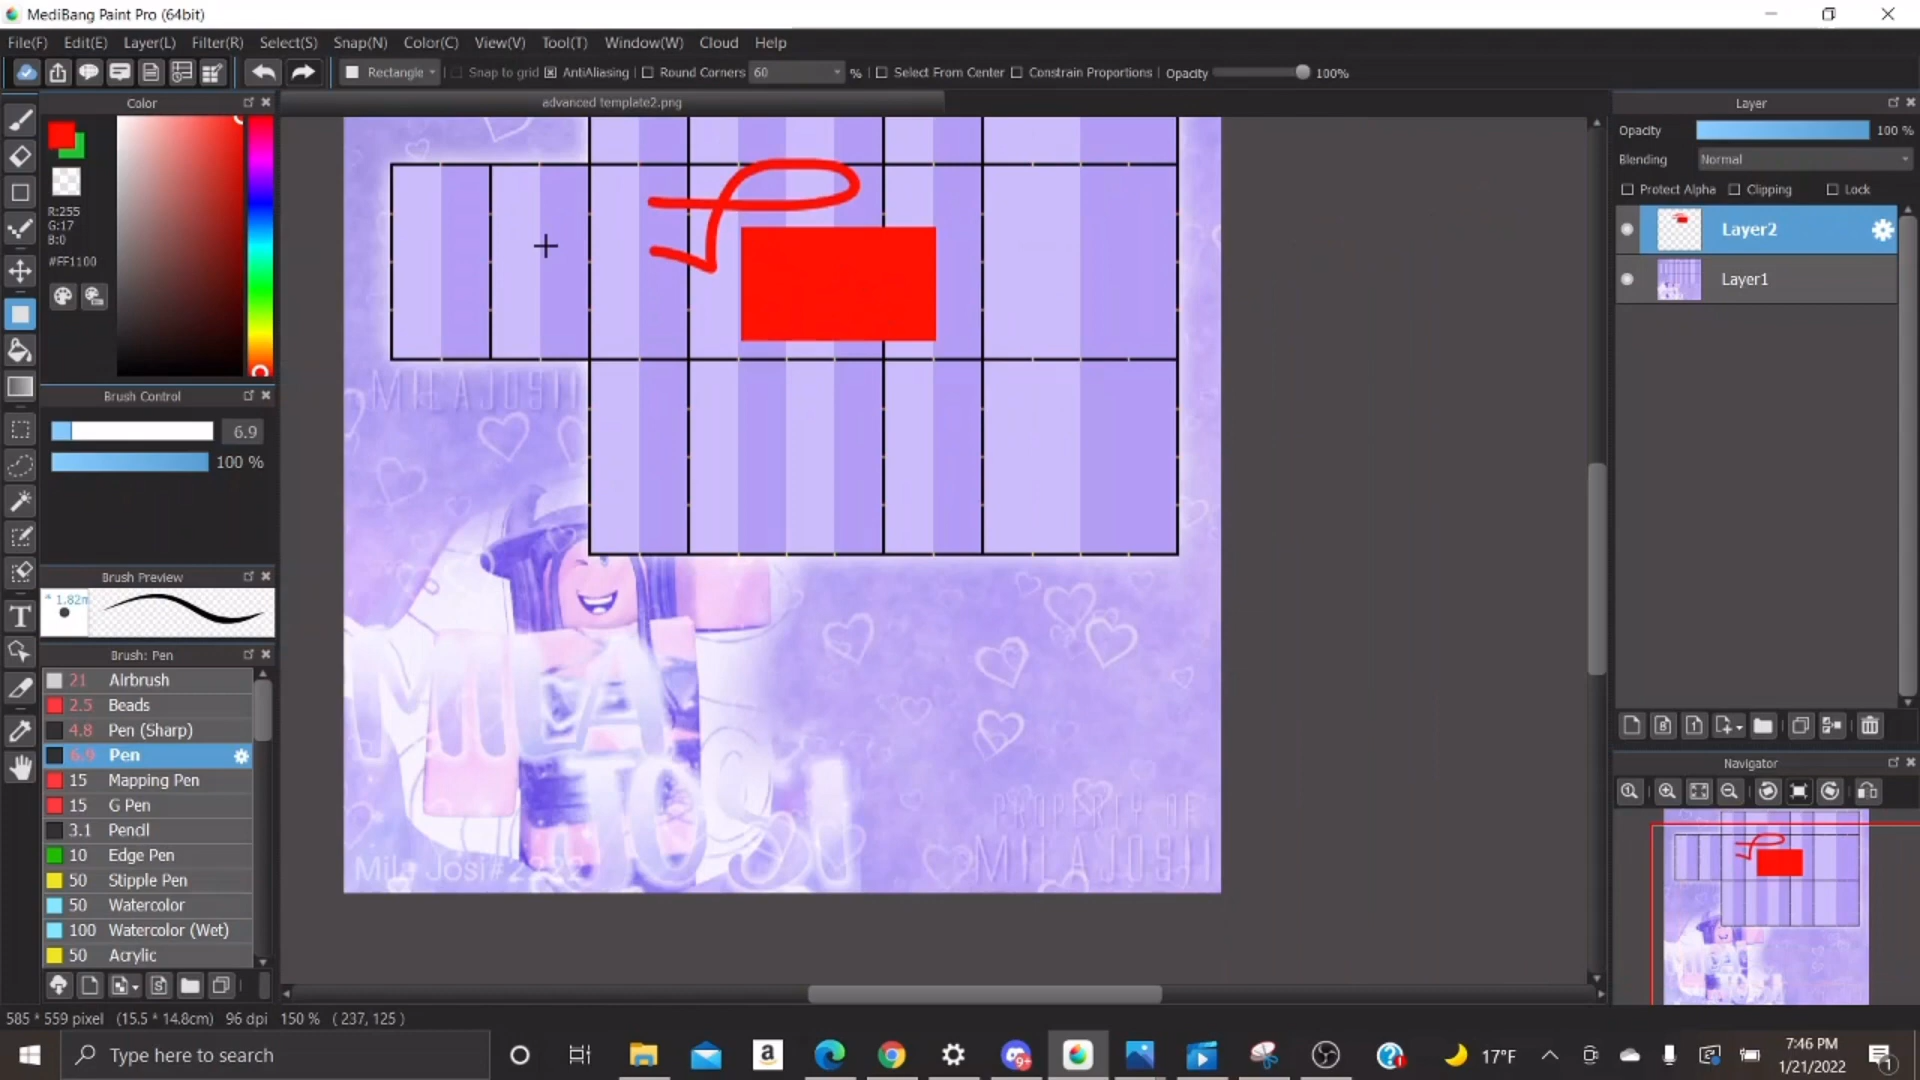 MediBang Paint Pro (64bit)
File(F) Edit(E) Layer(L) Filter(R) Select(S) Snap(N) Color(C) View(V) Tool(T) Window(W) Cloud Help
Rectangle Snap to grid AntiAliasing Round Corners 60 % Select From Center Constrain Proportions Opacity 100%
Color
advanced template2.png
Layer
Opacity 100 %
Blending Normal
Protect Alpha Clipping Lock
Layer2
Layer1
R:255
G:17
B:0
#FF1100
Brush Control
6.9
100 %
Brush Preview
1.82m
Brush: Pen
21 Airbrush
2.5 Beads
4.8 Pen (Sharp)
6.9 Pen
15 Mapping Pen
15 G Pen
3.1 Pencil
10 Edge Pen
50 Stipple Pen
50 Watercolor
100 Watercolor (Wet)
50 Acrylic
MILAJOSII
MILA
JOSI
Mila Josi#2222
PROPERTY OF
MILAJOSII
Navigator
585 * 559 pixel (15.5 * 14.8cm) 96 dpi 150 % ( 237, 125 )
Type here to search
9+
17°F
7:46 PM
1/21/2022
1